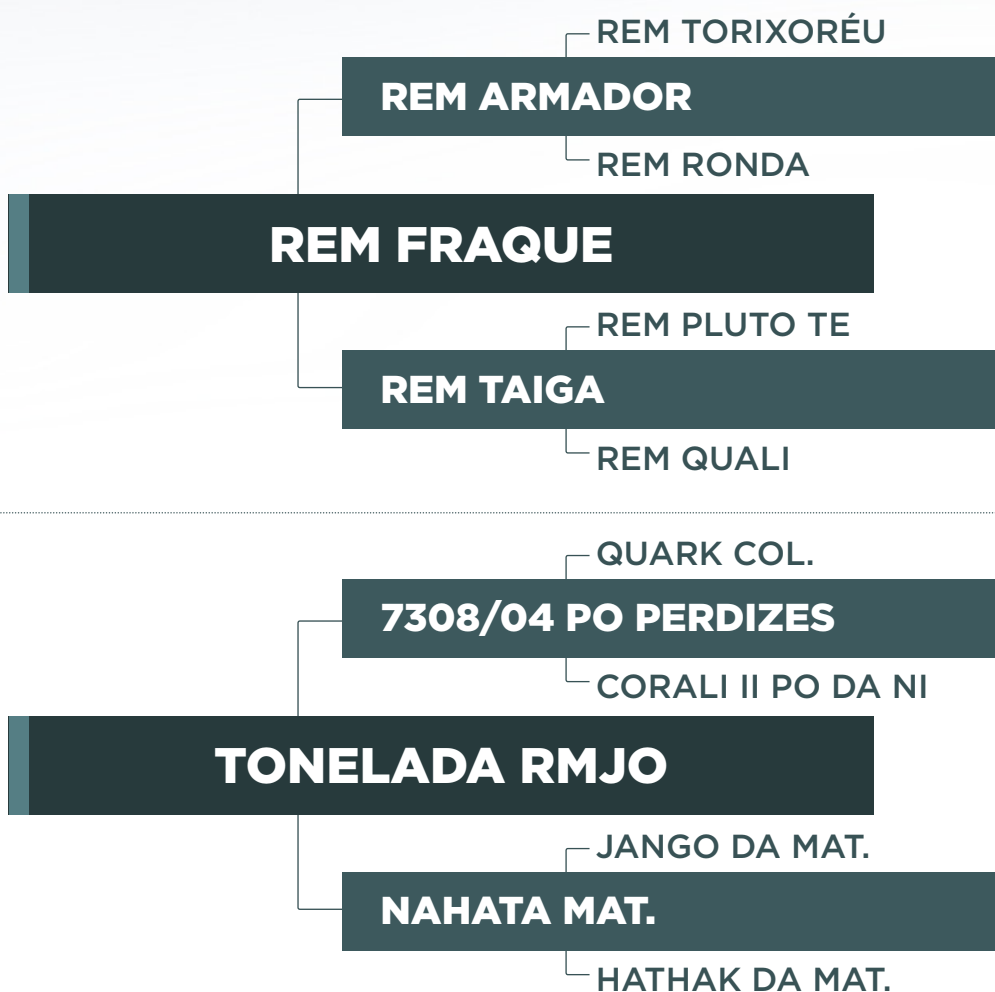 REM TORIXORÉU
REM ARMADOR
REM RONDA
REM FRAQUE
REM PLUTO TE
REM TAIGA
REM QUALI
QUARK COL.
7308/04 PO PERDIZES
CORALI II PO DA NI
TONELADA RMJO
JANGO DA MAT.
NAHATA MAT.
HATHAK DA MAT.